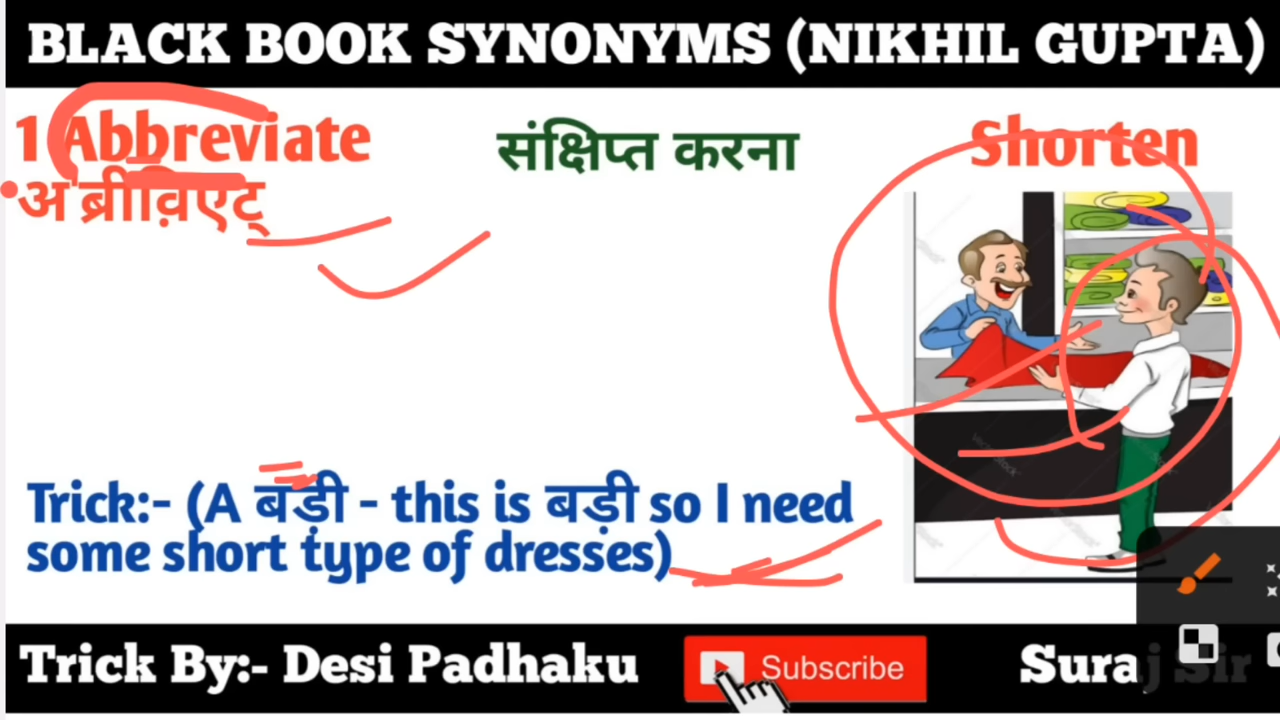 BLACK BOOK SYNONYMS (NIKHIL GUPTA)
1 Abbreviate
संक्षिप्त करना
Shorten
अ ब्रीव़िएट्
Trick:- (A बड़ी - this is बड़ी so I need
some short type of dresses)
Trick By:- Desi Padhaku
Subscribe
Suraj Sir